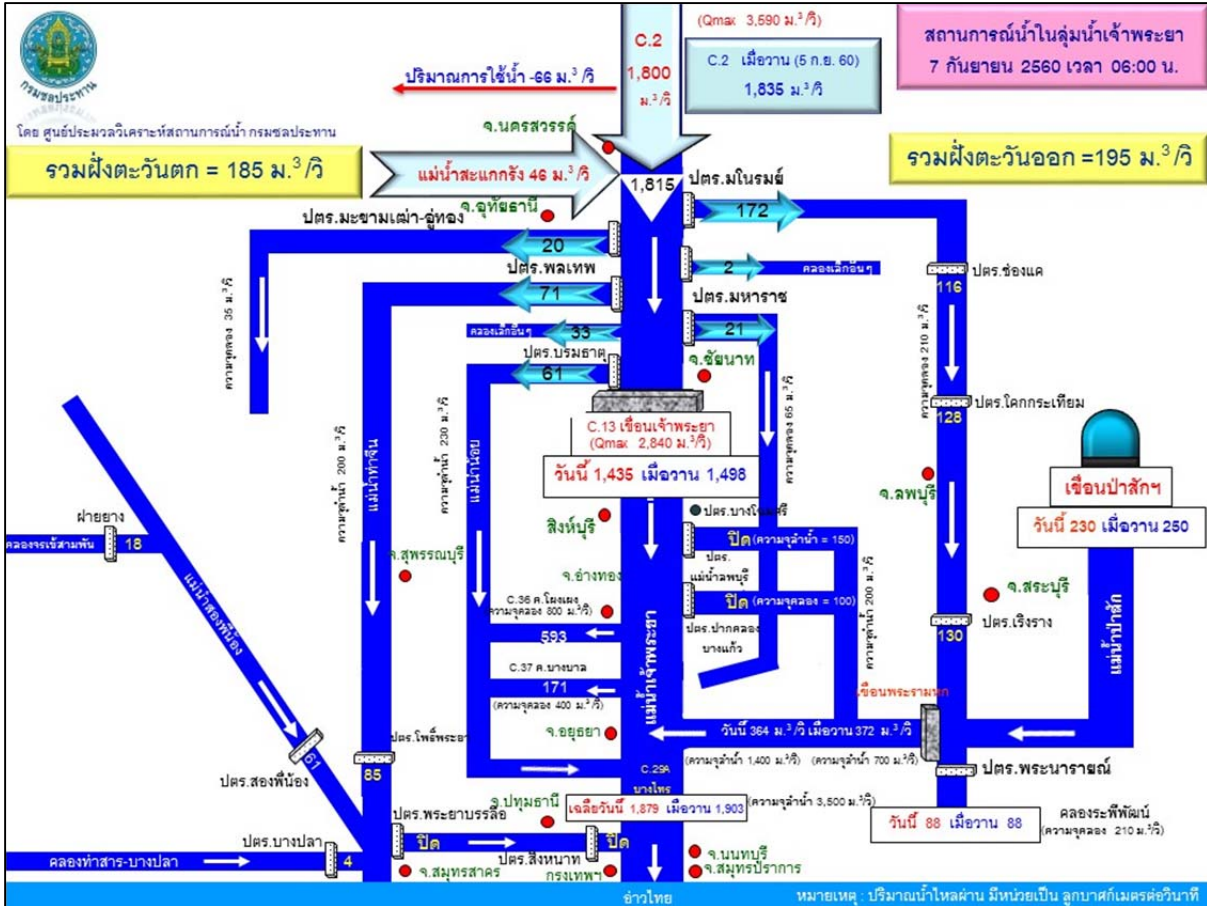 (Qmax 3,590 ม.³/วิ)
สถานการณ์น้ำในลุ่มน้ำเจ้าพระยา
7 กันยายน 2560 เวลา 06:00 น.
C.2
1,800
ม.³/วิ
C.2 เมื่อวาน (5 ก.ย. 60)
1,835 ม.³/วิ
ปริมาณการใช้น้ำ -66 ม.³/วิ
กรมชลประทาน
โดย ศูนย์ประมวลวิเคราะห์สถานการณ์น้ำ กรมชลประทาน
จ.นครสวรรค์
รวมฝั่งตะวันตก = 185 ม.³/วิ
แม่น้ำสะแกกรัง 46 ม.³/วิ
รวมฝั่งตะวันออก =195 ม.³/วิ
1,815
ปตร.มโนรมย์
172
จ.อุทัยธานี
ปตร.มะขามเฒ่า-อู่ทอง
20
2
คลองเล็กอื่นๆ
ปตร.ช่องแค
116
ปตร.พลเทพ
71
ปตร.มหาราช
21
คลองเล็กอื่นๆ
33
ปตร.บรมธาตุ
61
จ.ชัยนาท
ความจุคลอง 35 ม.³/วิ
ความจุลำน้ำ 200 ม.³/วิ
แม่น้ำท่าจีน
ความจุลำน้ำ 230 ม.³/วิ
แม่น้ำน้อย
ความจุคลอง 65 ม.³/วิ
ความจุคลอง 210 ม.³/วิ
ปตร.โคกกระเทียม
128
C.13 เขื่อนเจ้าพระยา
(Qmax 2,840 ม.³/วิ)
วันนี้ 1,435 เมื่อวาน 1,498
จ.ลพบุรี
เขื่อนป่าสักฯ
วันนี้ 230 เมื่อวาน 250
ฝายยาง
คลองจรเข้สามพัน
18
แม่น้ำสองพี่น้อง
จ.สุพรรณบุรี
สิงห์บุรี
ปตร.บางโฉมศรี
ปิด (ความจุลำน้ำ = 150)
ปตร.
แม่น้ำลพบุรี
จ.อ่างทอง
C.36 ค.โผงเผง
(ความจุคลอง 800 ม.³/วิ)
593
ปิด (ความจุคลอง = 100)
ปตร.ปากคลอง
บางแก้ว
ความจุลำน้ำ 200 ม.³/วิ
จ.สระบุรี
ปตร.เริงราง
130
แม่น้ำป่าสัก
C.37 ค.บางบาล
171
(ความจุคลอง 400 ม.³/วิ)
แม่น้ำเจ้าพระยา
เขื่อนพระรามหก
จ.อยุธยา
วันนี้ 364 ม.³/วิ เมื่อวาน 372 ม.³/วิ
(ความจุลำน้ำ 1,400 ม.³/วิ)
(ความจุลำน้ำ 700 ม.³/วิ)
ปตร.พระนารายณ์
ปตร.โพธิ์พระยา
85
61
ปตร.สองพี่น้อง
C.29A
บางไทร
เฉลี่ยวันนี้ 1,879 เมื่อวาน 1,903
(ความจุลำน้ำ 3,500 ม.³/วิ)
วันนี้ 88 เมื่อวาน 88
คลองระพีพัฒน์
(ความจุคลอง 210 ม.³/วิ)
จ.ปทุมธานี
ปตร.พระยาบรรลือ
ปิด
ปิด
ปตร.สิงหนาท
ปตร.บางปลา
คลองท่าสาร-บางปลา
4
จ.สมุทรสาคร
กรุงเทพฯ
จ.นนทบุรี
จ.สมุทรปราการ
อ่าวไทย
หมายเหตุ : ปริมาณน้ำไหลผ่าน มีหน่วยเป็น ลูกบาศก์เมตรต่อวินาที